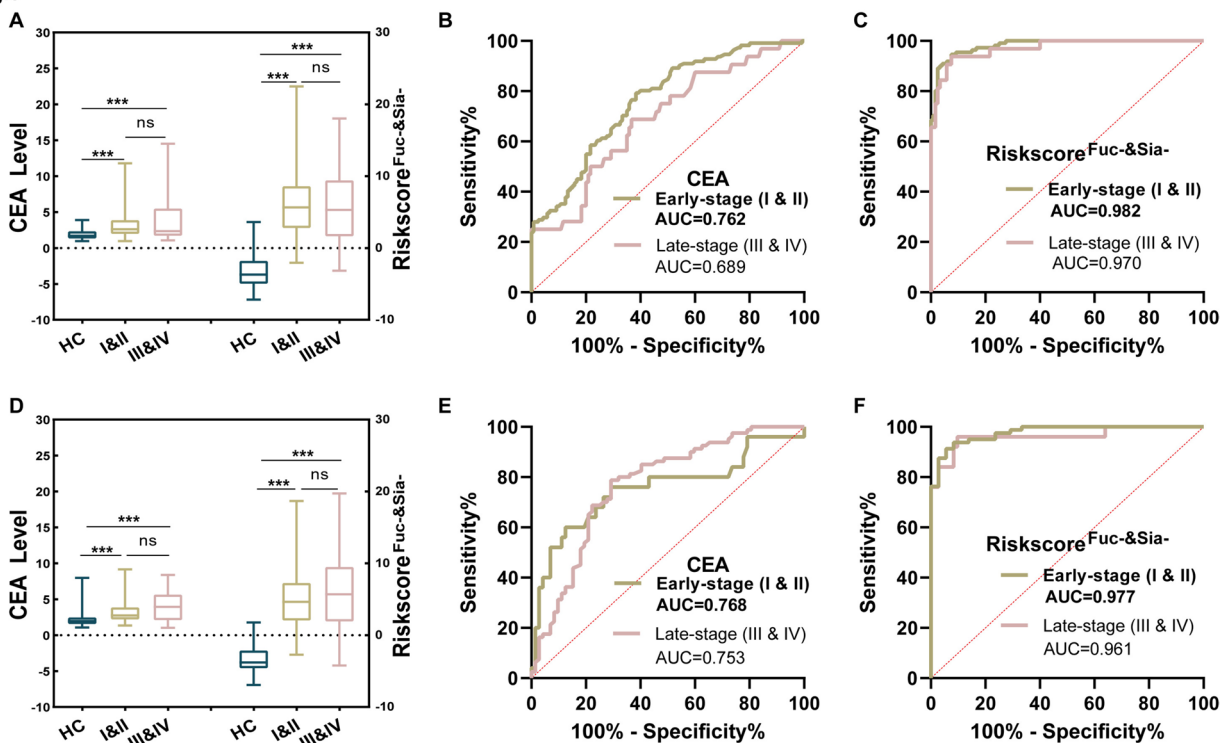 A
CEA Level
30
25
20
15
10
5
0
-5
-10
***
ns
***
***
***
ns
30
20
10
0
-10
Riskscore Fuc-&Sia-
HC
I&II
III&IV
HC
I&II
III&IV
B
Sensitivity%
100
80
60
40
20
0
CEA
Early-stage (I & II)
AUC=0.762
Late-stage (III & IV)
AUC=0.689
0 20 40 60 80 100
100% - Specificity%
C
Sensitivity%
100
80
60
40
20
0
Riskscore Fuc-&Sia-
Early-stage (I & II)
AUC=0.982
Late-stage (III & IV)
AUC=0.970
0 20 40 60 80 100
100% - Specificity%
D
CEA Level
30
25
20
15
10
5
0
-5
-10
***
ns
***
***
***
ns
30
20
10
0
-10
Riskscore Fuc-&Sia-
HC
I&II
III&IV
HC
I&II
III&IV
E
Sensitivity%
100
80
60
40
20
0
CEA
Early-stage (I & II)
AUC=0.768
Late-stage (III & IV)
AUC=0.753
0 20 40 60 80 100
100% - Specificity%
F
Sensitivity%
100
80
60
40
20
0
Riskscore Fuc-&Sia-
Early-stage (I & II)
AUC=0.977
Late-stage (III & IV)
AUC=0.961
0 20 40 60 80 100
100% - Specificity%